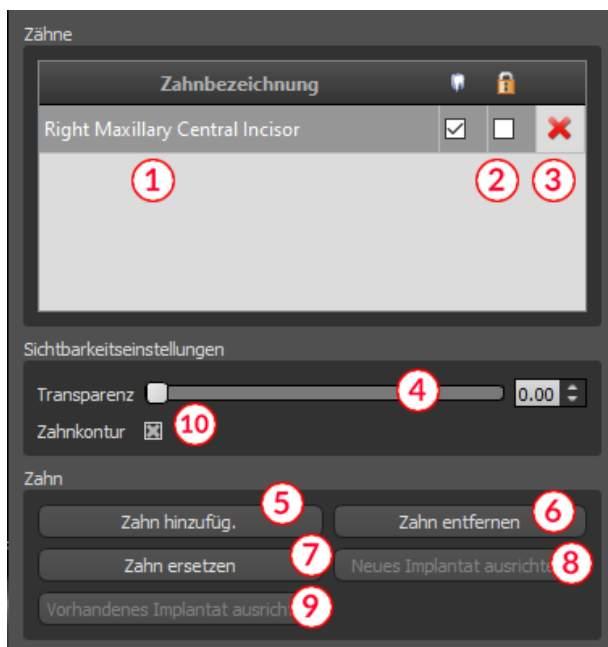 Zähne
Zahnbezeichnung
Right Maxillary Central Incisor
1 2 3
Sichtbarkeitseinstellungen
Transparenz 4 0.00
Zahnkontur 10
Zahn
5 6
Zahn hinzufüg. Zahn entfernen
Zahn ersetzen 7 Neues Implantat ausrichte 8
Vorhandenes Implantat ausrich 9